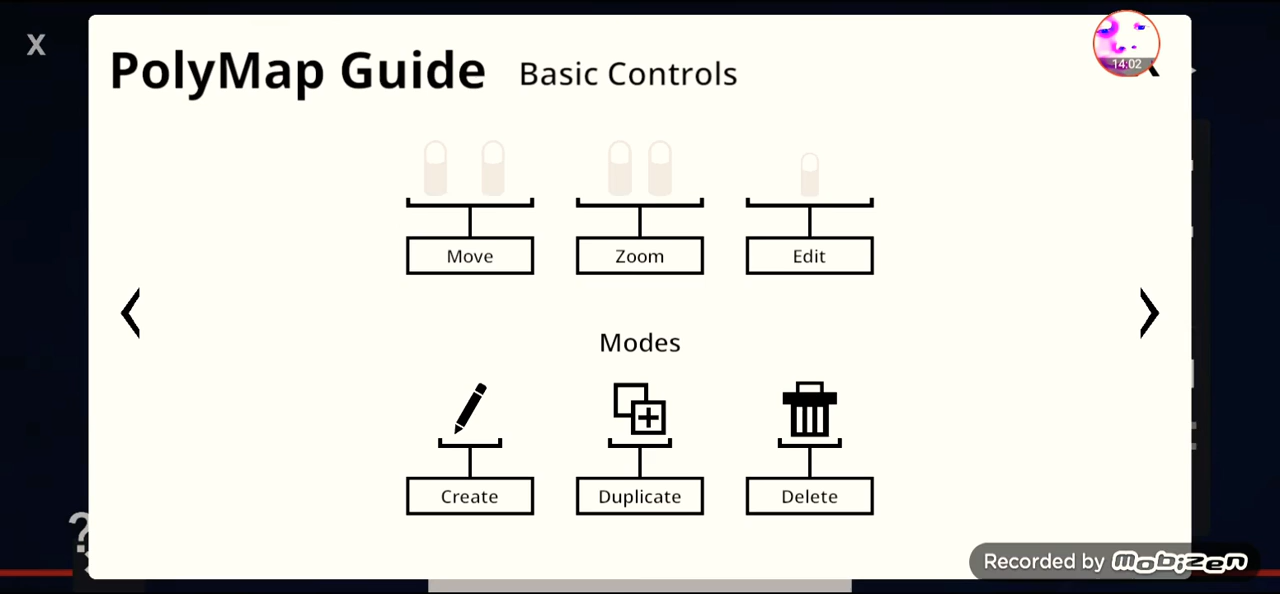 X
PolyMap Guide Basic Controls
14:02
Move Zoom Edit
Modes
Create Duplicate Delete
?
Recorded by Mobizen